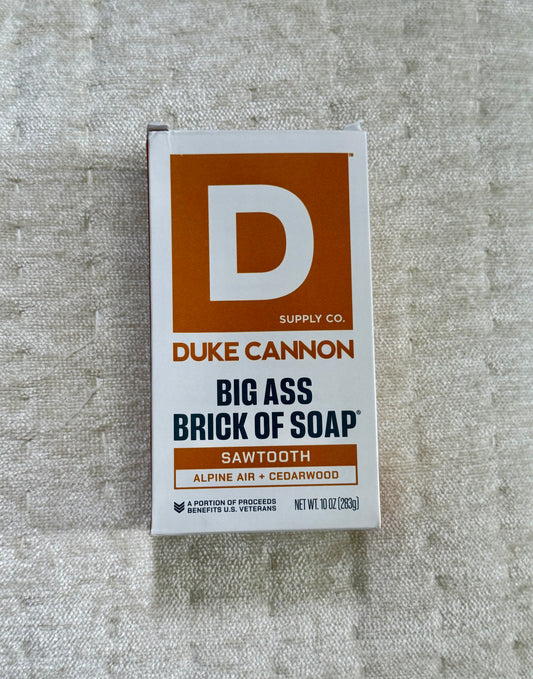 D
™
SUPPLY CO.
DUKE CANNON
BIG ASS
BRICK OF SOAP®
SAWTOOTH
ALPINE AIR + CEDARWOOD
A PORTION OF PROCEEDS
BENEFITS U.S. VETERANS
NET WT. 10 OZ (283g)